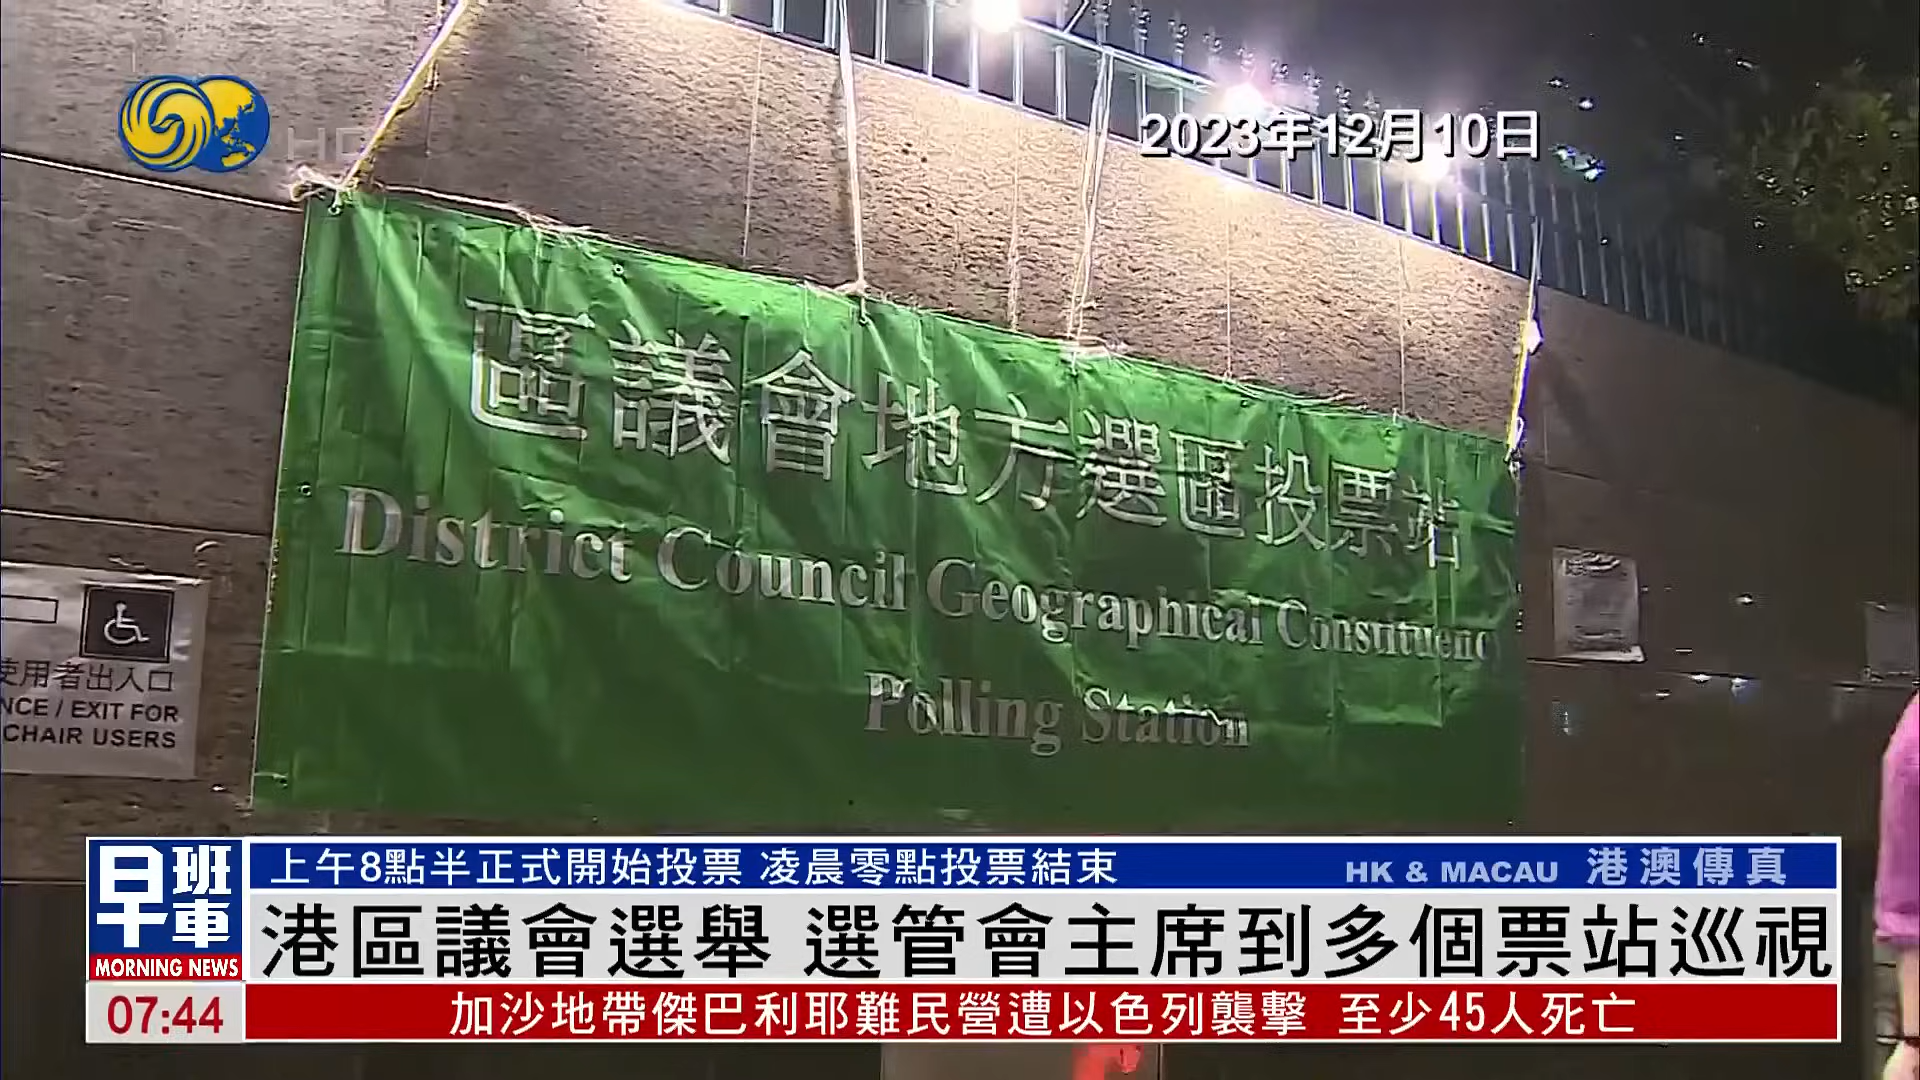 HD
2023年12月10日
區議會地方選區投票站
District Council Geographical Constituency
Polling Station
使用者出入口
NCE / EXIT FOR
CHAIR USERS
上午8點半正式開始投票 凌晨零點投票結束
HK & MACAU 港澳傳真
早班車
MORNING NEWS
港區議會選舉 選管會主席到多個票站巡視
07:44
加沙地帶傑巴利耶難民營遭以色列襲擊 至少45人死亡